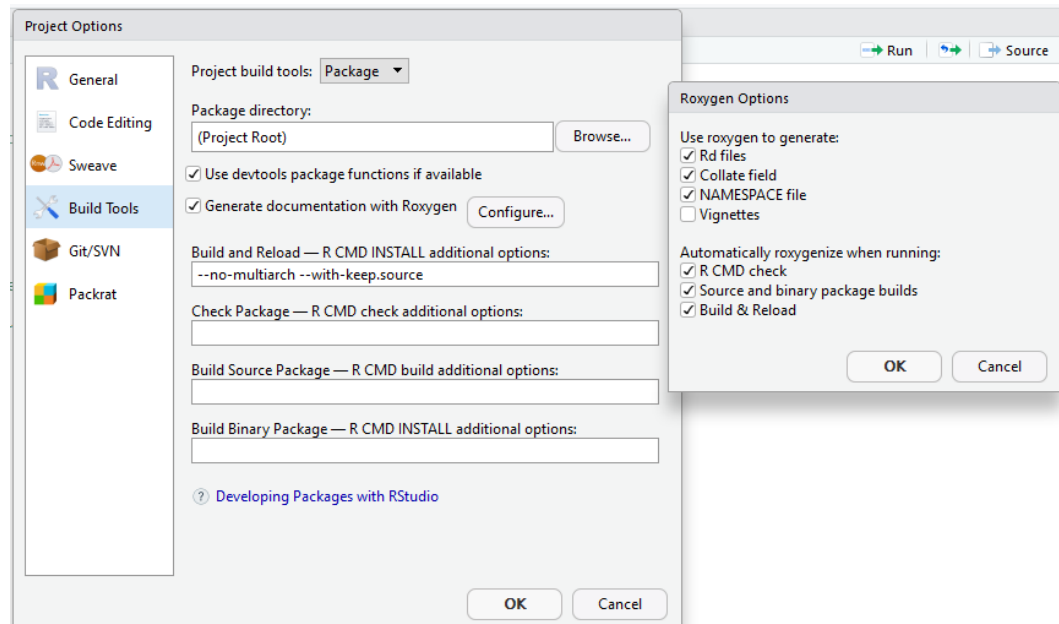 Project Options
General
Code Editing
Sweave
Build Tools
Git/SVN
Packrat
Project build tools: Package
Package directory:
(Project Root)
Browse...
Use devtools package functions if available
Generate documentation with Roxygen
Configure...
Build and Reload — R CMD INSTALL additional options:
--no-multiarch --with-keep.source
Check Package — R CMD check additional options:
Build Source Package — R CMD build additional options:
Build Binary Package — R CMD INSTALL additional options:
? Developing Packages with RStudio
OK
Cancel
Run
Source
Roxygen Options
Use roxygen to generate:
Rd files
Collate field
NAMESPACE file
Vignettes
Automatically roxygenize when running:
R CMD check
Source and binary package builds
Build & Reload
OK
Cancel